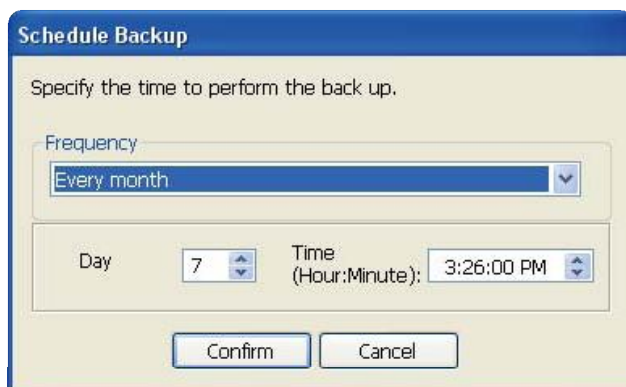 Schedule Backup
Specify the time to perform the back up.
Frequency
Every month
Day
7
Time
(Hour:Minute):
3:26:00 PM
Confirm
Cancel